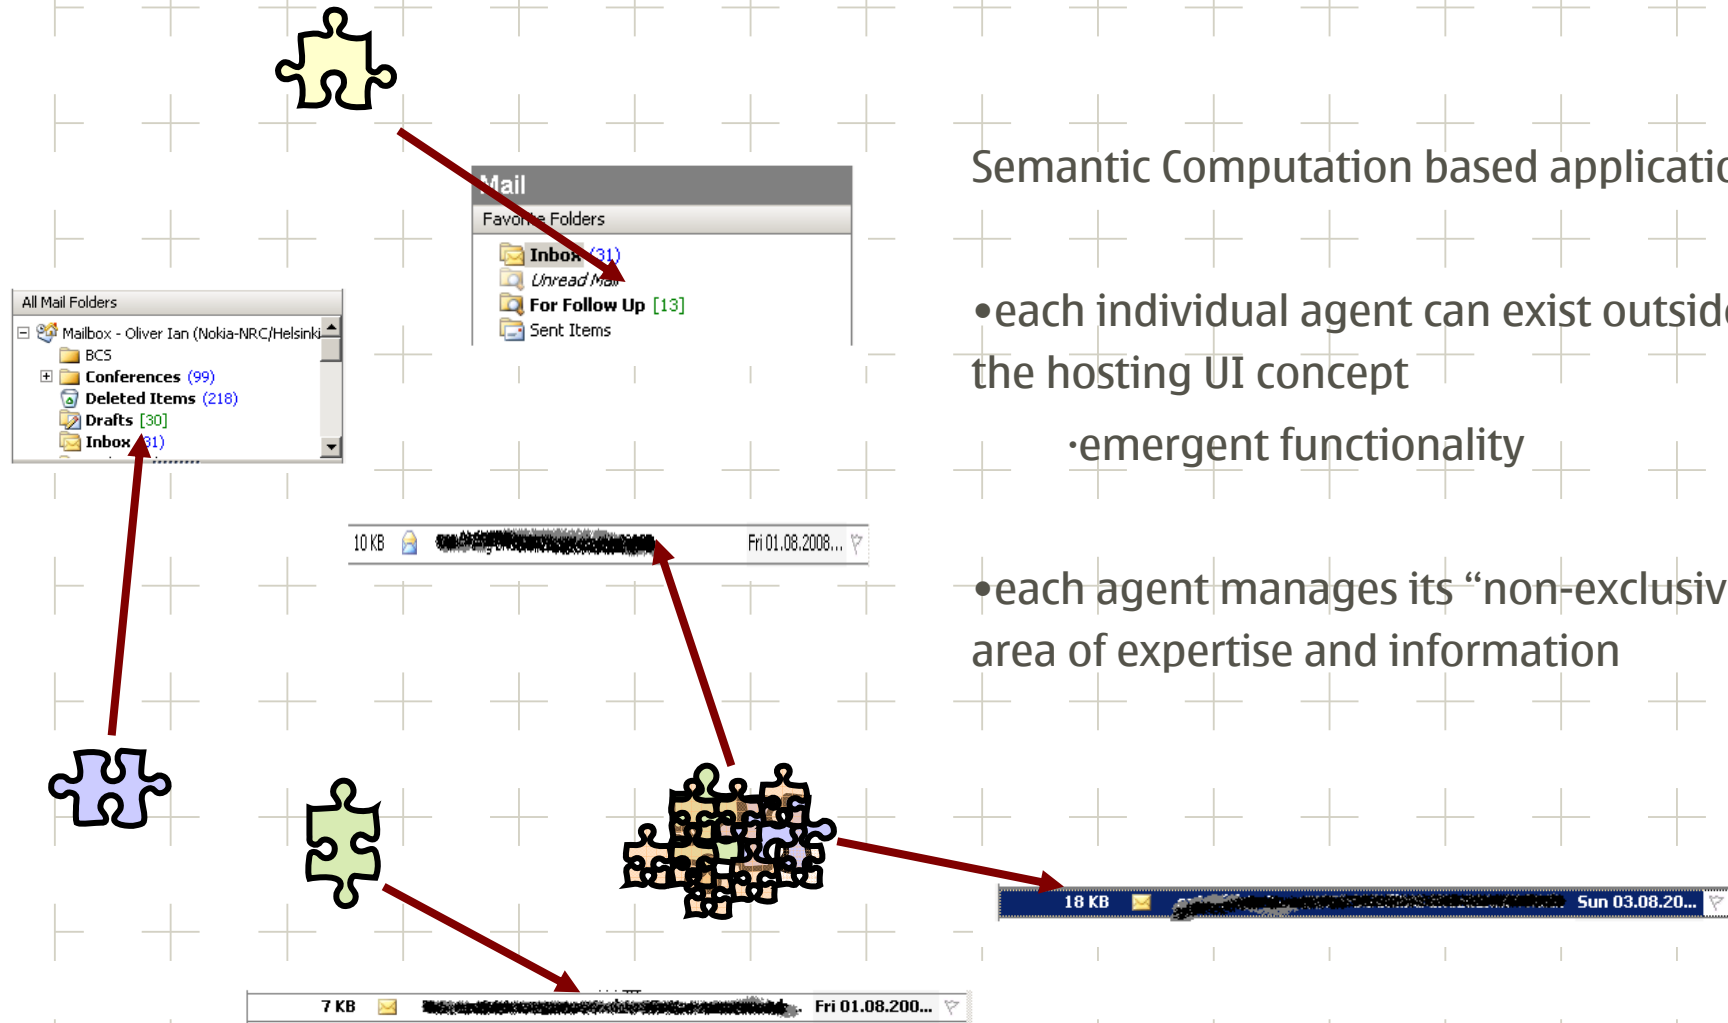 Mail
Favorite Folders
Inbox (31)
Unread Mail
For Follow Up [13]
Sent Items
All Mail Folders
Mailbox - Oliver Ian (Nokia-NRC/Helsinki
BCS
Conferences (99)
Deleted Items (218)
Drafts [30]
Inbox (31)
10 KB Fri 01.08.2008...
7 KB Fri 01.08.200...
18 KB Sun 03.08.20...
Semantic Computation based applicatio
•each individual agent can exist outside
the hosting UI concept
·emergent functionality
•each agent manages its “non-exclusiv
area of expertise and information